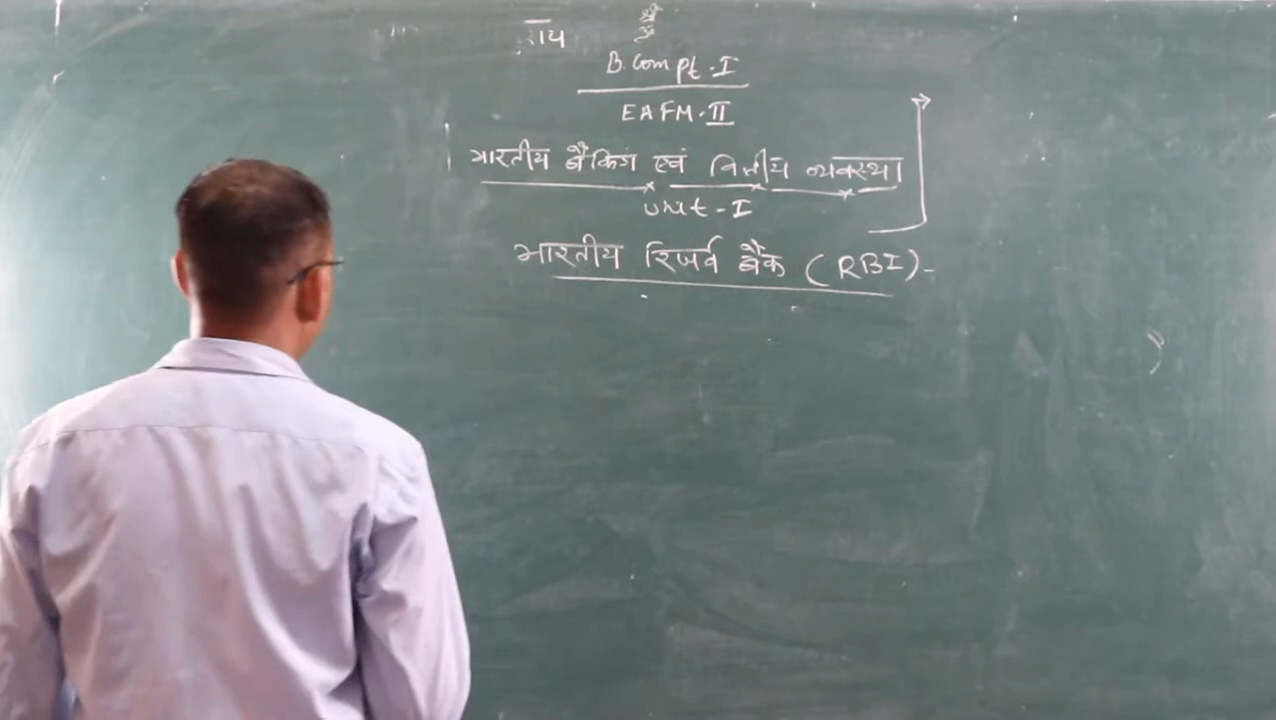 श्री
ॐ
B.Com pt.I
EAFM-II
भारतीय बैंकिंग एवं वित्तीय व्यवस्था
Unit-I
भारतीय रिजर्व बैंक (RBI)-